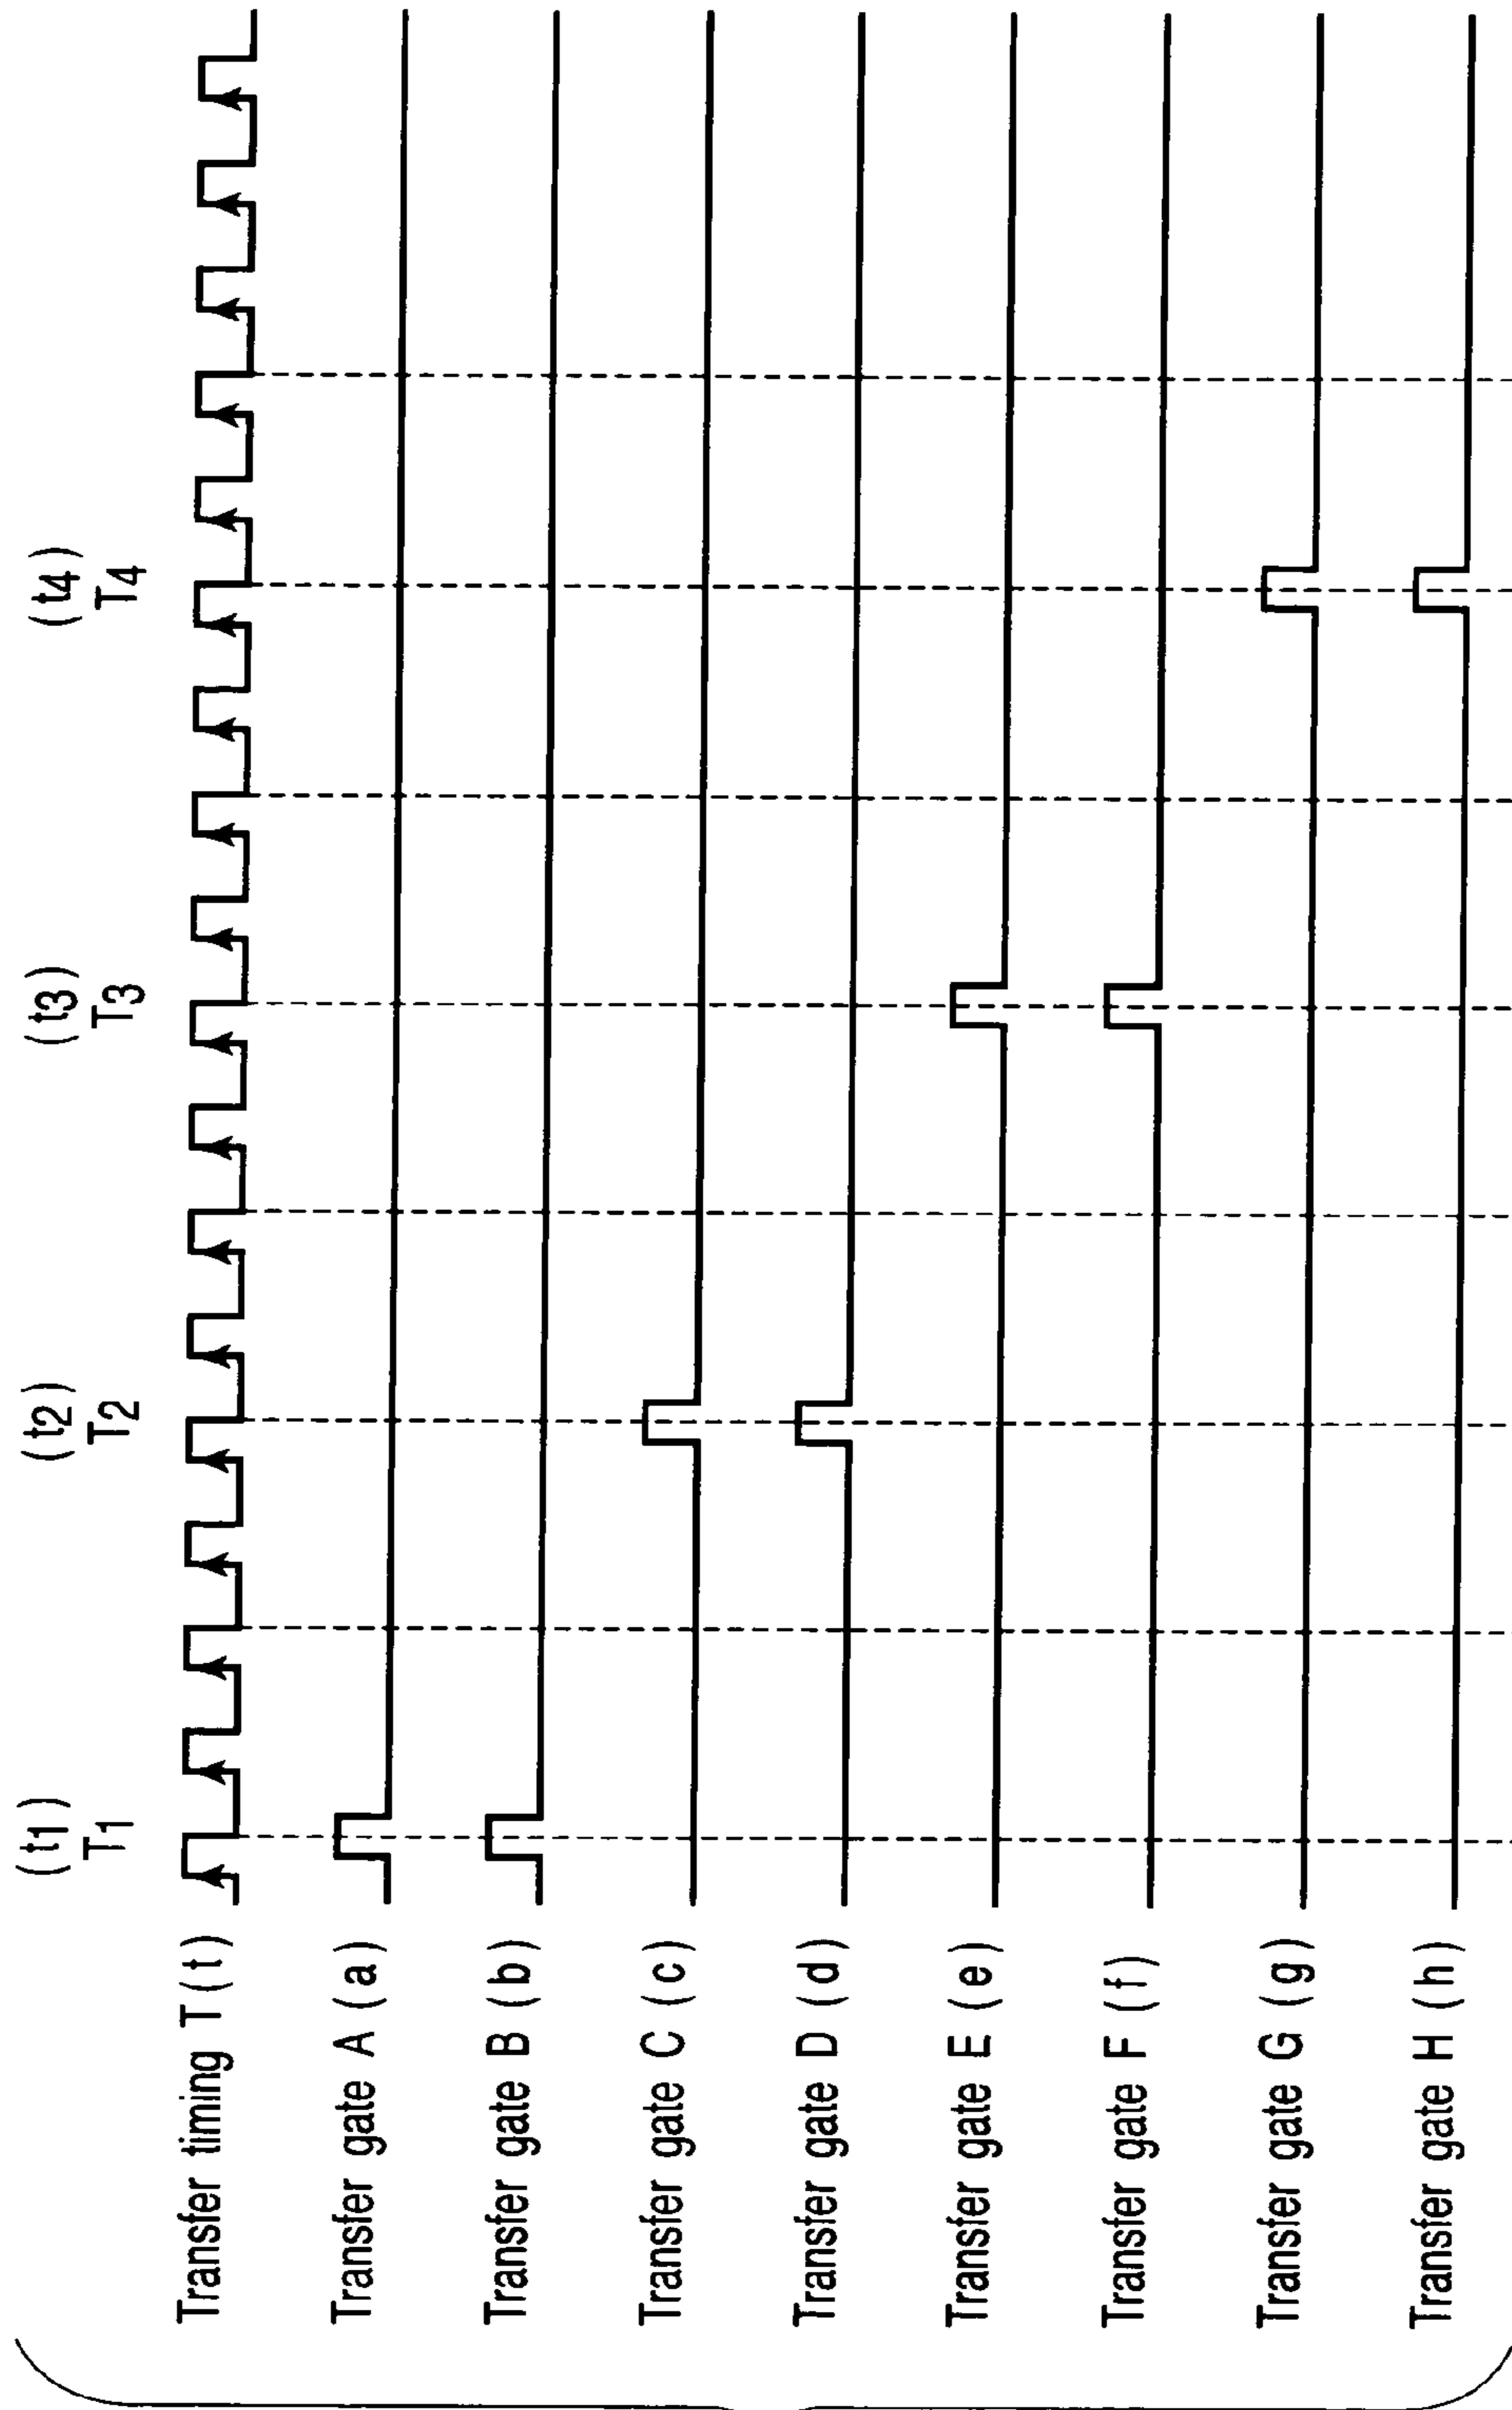 (t1) (t2) (t3) (t4)
T1 T2 T3 T4
Transfer timing T(t)
Transfer gate A (a)
Transfer gate B (b)
Transfer gate C (c)
Transfer gate D (d)
Transfer gate E (e)
Transfer gate F (f)
Transfer gate G (g)
Transfer gate H (h)